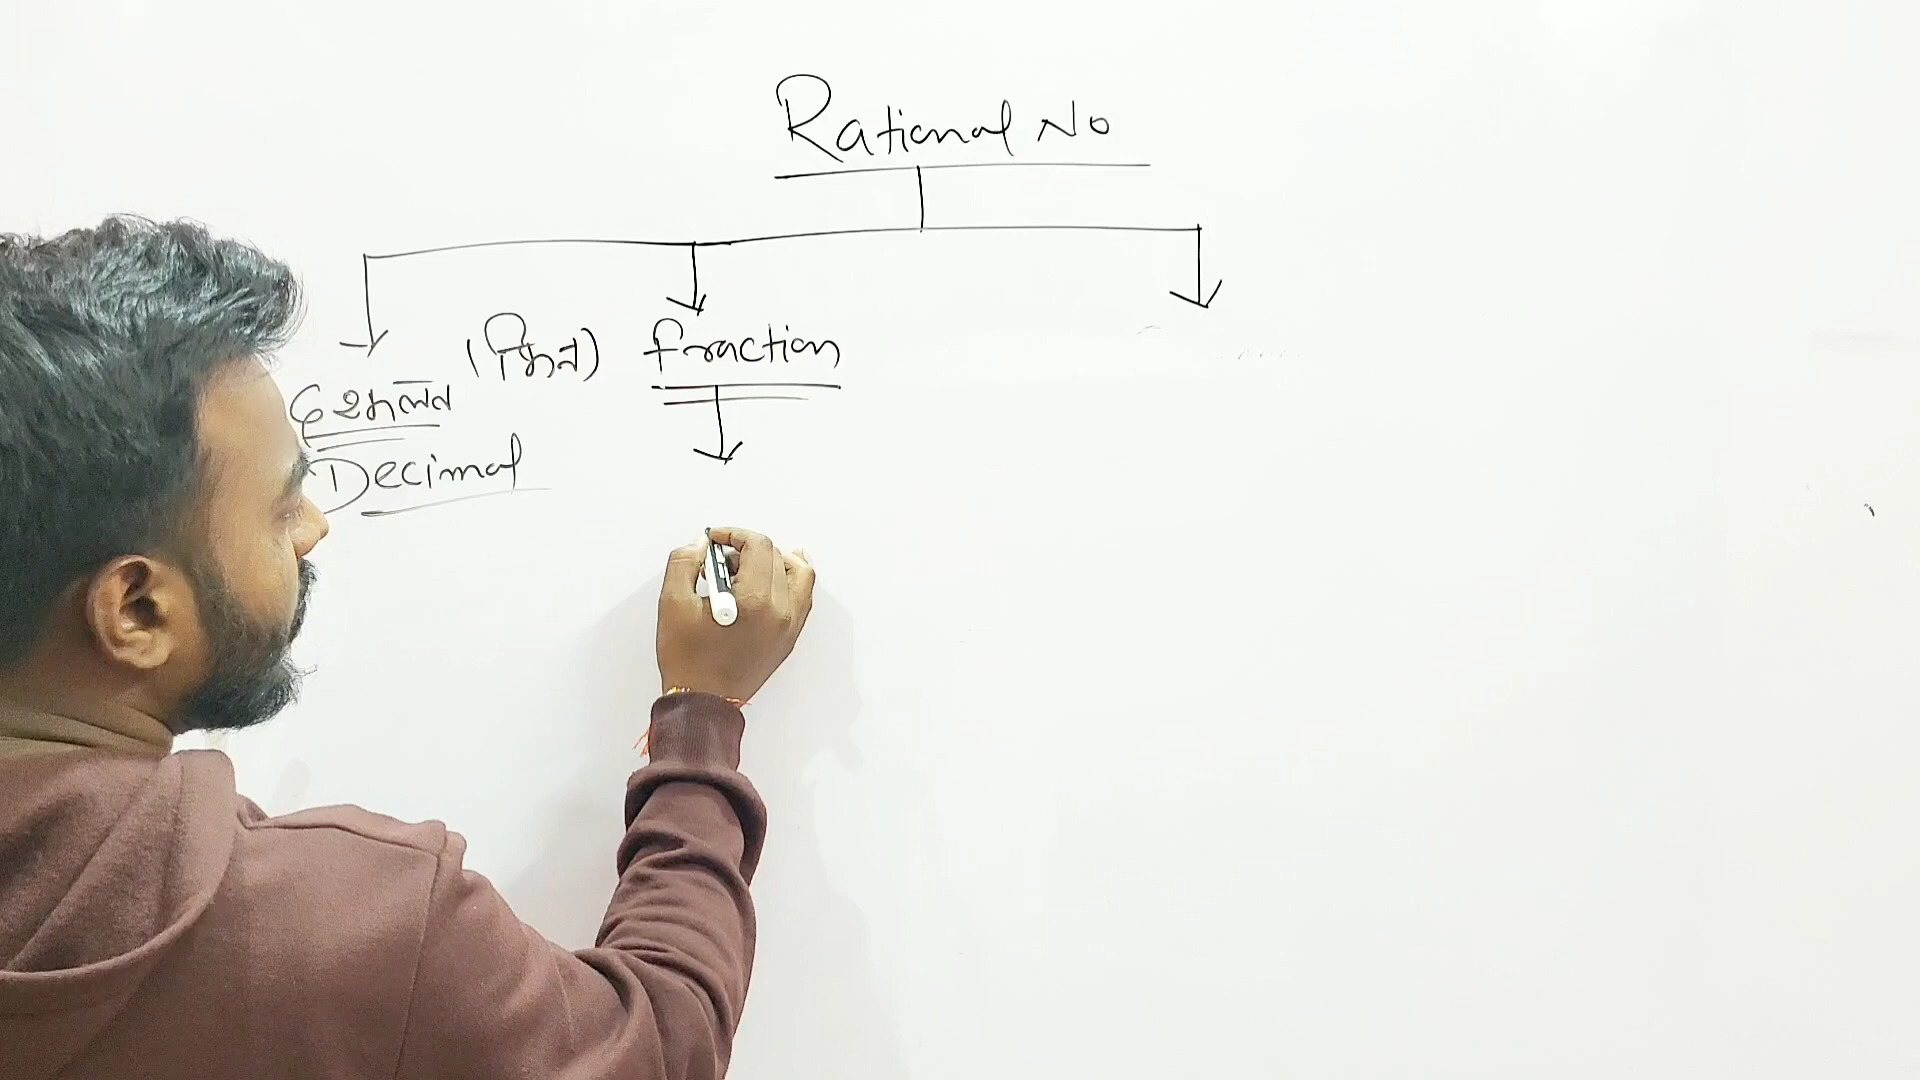 Rational No
(भिन्न) fraction
Decimal